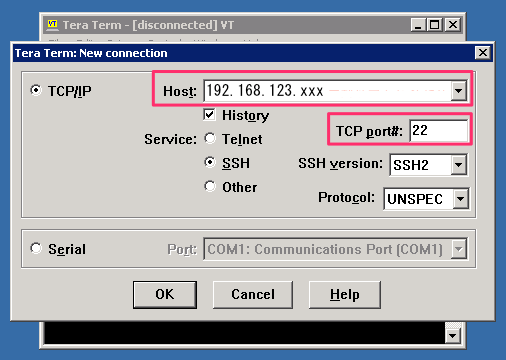 Tera Term - [disconnected] VT
Tera Term: New connection
TCP/IP
Host:
192. 168. 123. xxx
History
Service:
Telnet
TCP port#:
22
SSH
SSH version:
SSH2
Other
Protocol:
UNSPEC
Serial
Port:
COM1: Communications Port (COM1)
OK
Cancel
Help